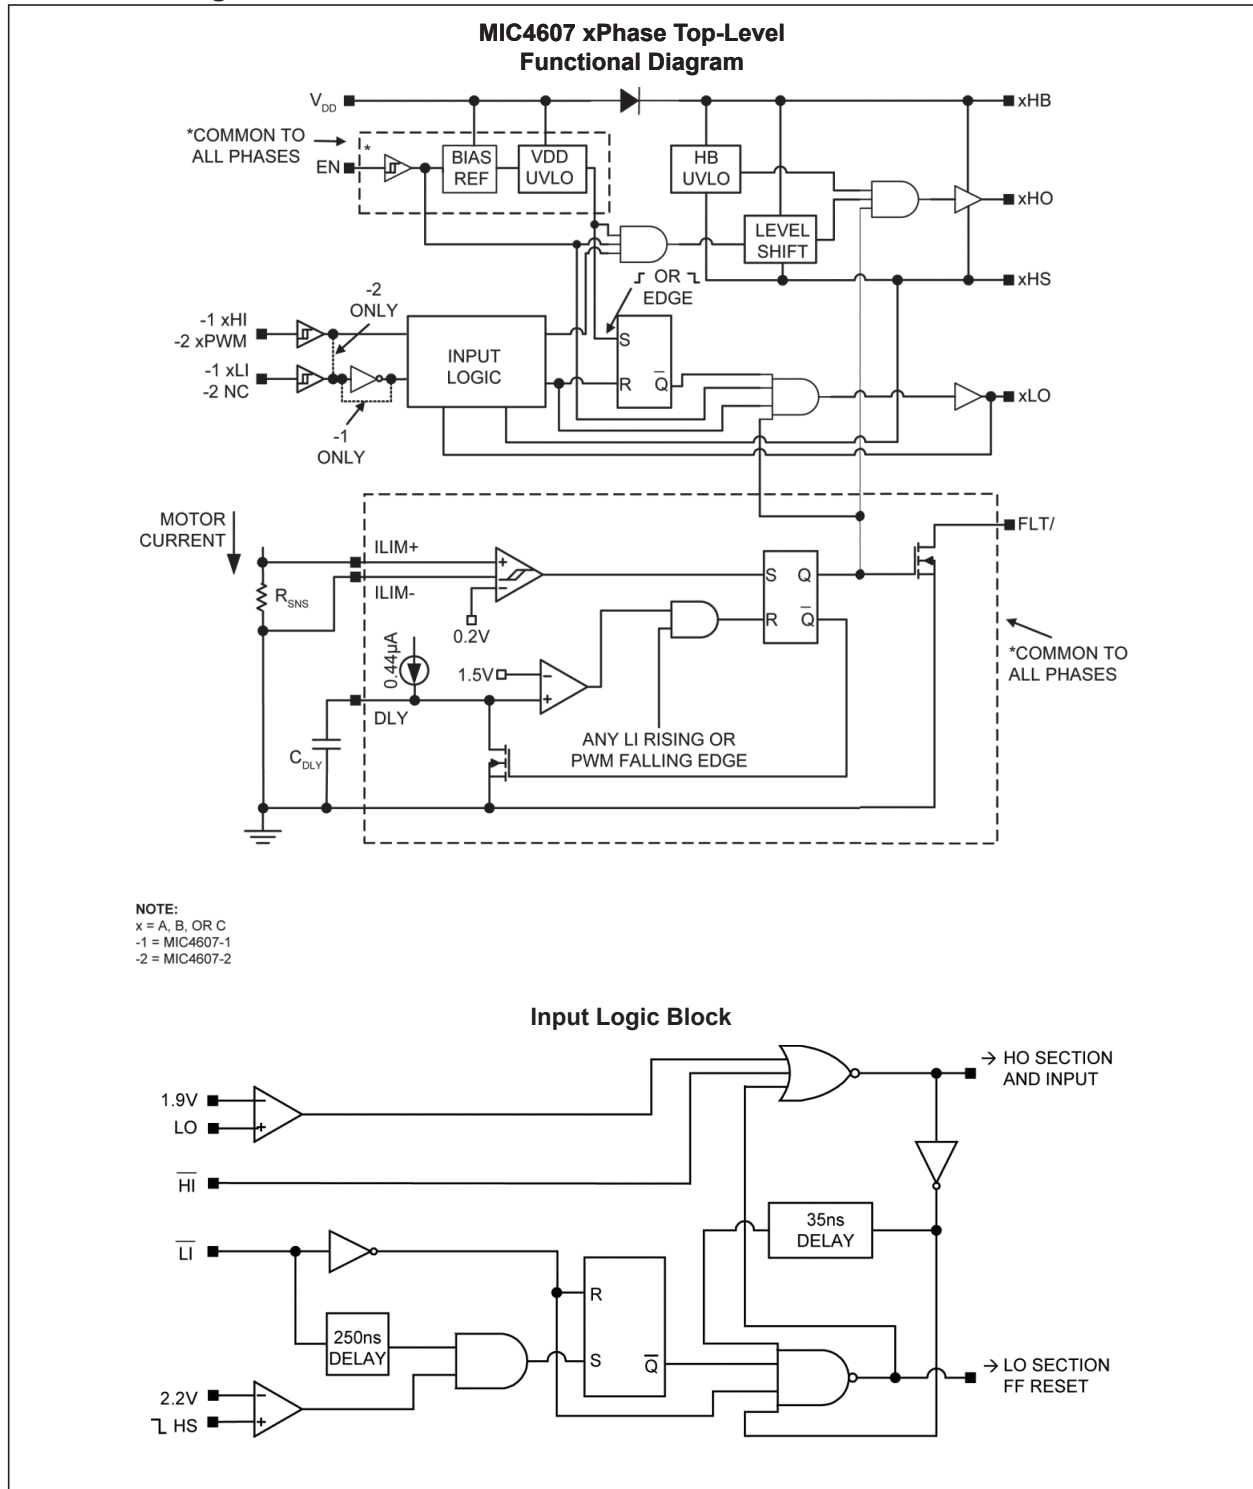 MIC4607 xPhase Top-Level
Functional Diagram
VDD
xHB
*COMMON TO
ALL PHASES
*
EN
BIAS
REF
VDD
UVLO
HB
UVLO
xHO
LEVEL
SHIFT
xHS
OR
EDGE
-2
ONLY
-1 xHI
-2 xPWM
-1 xLI
-2 NC
INPUT
LOGIC
S
R
Q
xLO
-1
ONLY
MOTOR
CURRENT
ILIM+
ILIM-
RSNS
+
−
0.2V
S
Q
R
Q
FLT/
*COMMON TO
ALL PHASES
0.44µA
1.5V
−
+
DLY
CDLY
ANY LI RISING OR
PWM FALLING EDGE
NOTE:
x = A, B, OR C
-1 = MIC4607-1
-2 = MIC4607-2
Input Logic Block
→ HO SECTION
AND INPUT
1.9V
−
LO
+
HI
35ns
DELAY
LI
R
250ns
DELAY
S
Q
→ LO SECTION
FF RESET
2.2V
−
HS
+